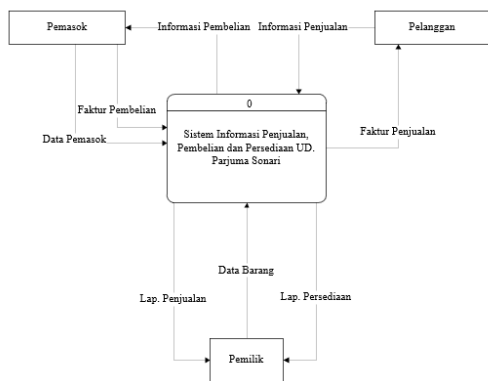 Pemasok
Informasi Pembelian
Informasi Penjualan
Pelanggan
0
Sistem Informasi Penjualan,
Pembelian dan Persediaan UD.
Parjuma Sonari
Faktur Pembelian
Data Pemasok
Faktur Penjualan
Data Barang
Lap. Penjualan
Lap. Persediaan
Pemilik